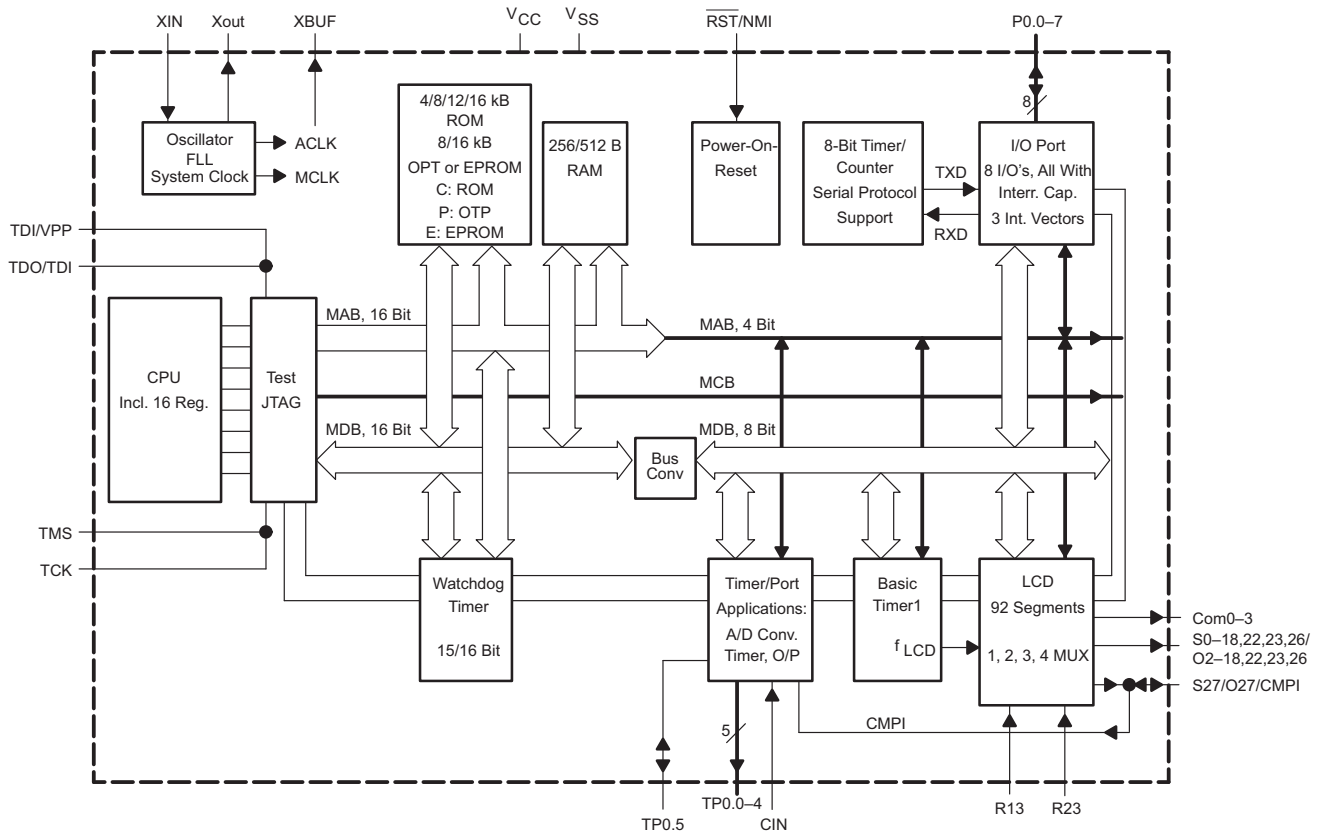 XIN
Xout
XBUF
VCC
VSS
RST/NMI
P0.0–7
8
Oscillator
FLL
System Clock
ACLK
MCLK
4/8/12/16 kB
ROM
8/16 kB
OPT or EPROM
C: ROM
P: OTP
E: EPROM
256/512 B
RAM
Power-On-
Reset
8-Bit Timer/
Counter
Serial Protocol
Support
TXD
RXD
I/O Port
8 I/O's, All With
Interr. Cap.
3 Int. Vectors
TDI/VPP
TDO/TDI
CPU
Incl. 16 Reg.
Test
JTAG
MAB, 16 Bit
MAB, 4 Bit
MCB
MDB, 16 Bit
MDB, 8 Bit
Bus
Conv
TMS
TCK
Watchdog
Timer
15/16 Bit
Timer/Port
Applications:
A/D Conv.
Timer, O/P
Basic
Timer1
fLCD
LCD
92 Segments
1, 2, 3, 4 MUX
Com0–3
S0–18,22,23,26/
O2–18,22,23,26
S27/O27/CMPI
CMPI
5
TP0.5
TP0.0–4
CIN
R13
R23